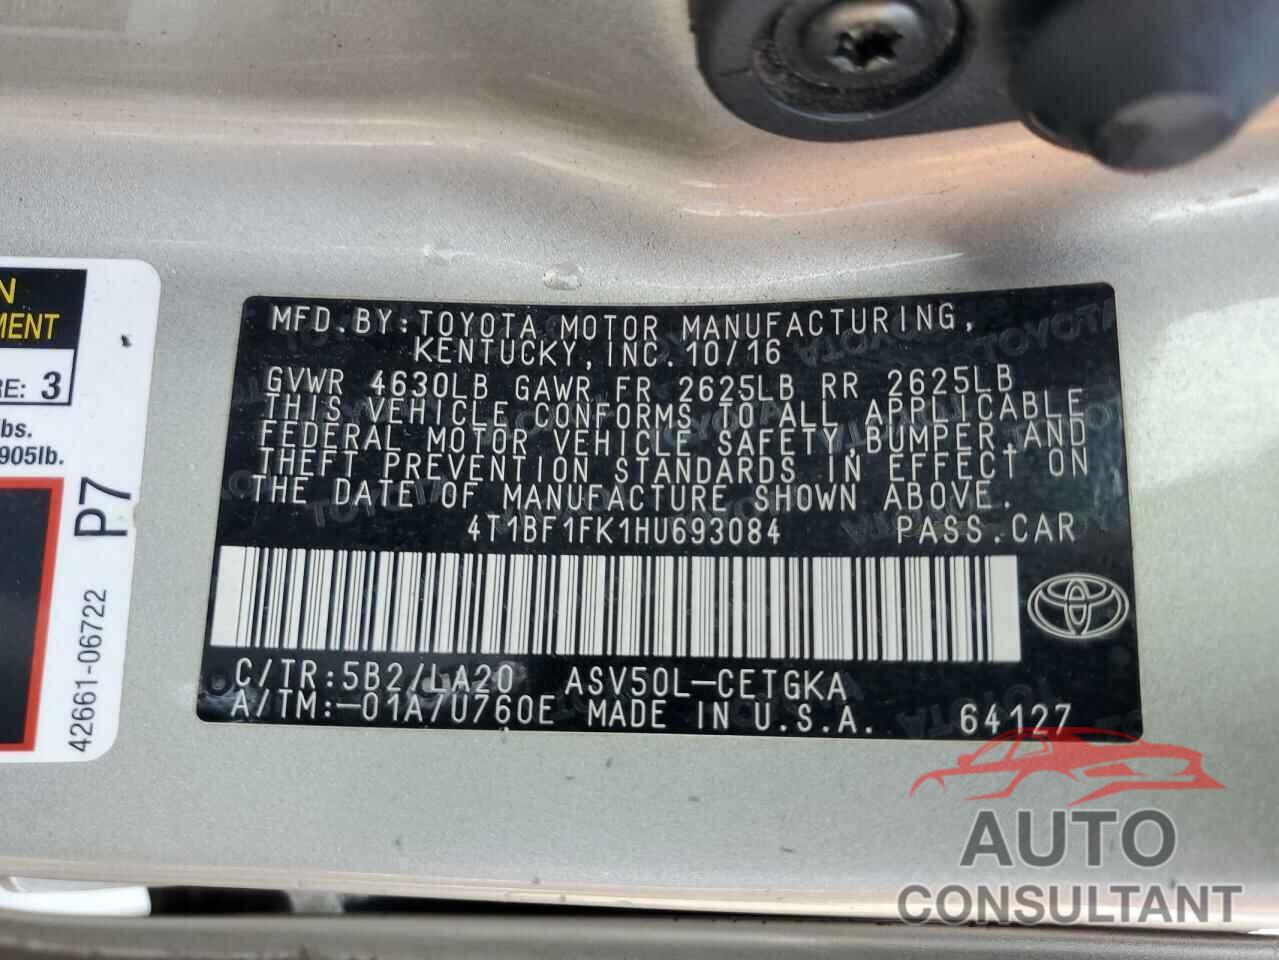 MFD.BY:TOYOTA MOTOR MANUFACTURING,
KENTUCKY, INC. 10/16
GVWR 4630LB GAWR FR 2625LB RR 2625LB
THIS VEHICLE CONFORMS TO ALL APPLICABLE
FEDERAL MOTOR VEHICLE SAFETY, BUMPER, AND
THEFT PREVENTION STANDARDS IN EFFECT ON
THE DATE OF MANUFACTURE SHOWN ABOVE.
4T1BF1FK1HU693084 PASS.CAR
C/TR:5B2/LA20 ASV50L-CETGKA
A/TM:-01A/U760E MADE IN U.S.A. 64127
N
MENT
RE: 3
bs.
905lb.
P7
42661-06722
AUTO
CONSULTANT